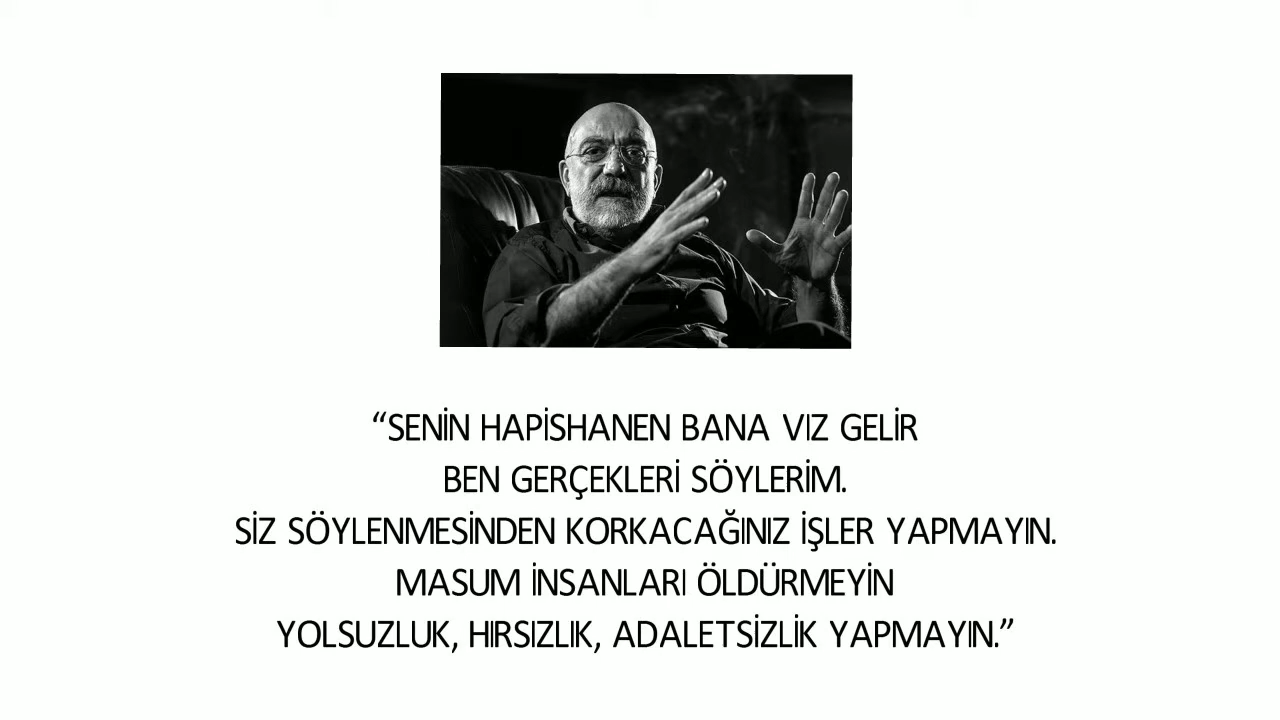 “SENİN HAPİSHANEN BANA VIZ GELİR
BEN GERÇEKLERİ SÖYLERİM.
SİZ SÖYLENMESİNDEN KORKACAĞINIZ İŞLER YAPMAYIN.
MASUM İNSANLARI ÖLDÜRMEYİN
YOLSUZLUK, HIRSIZLIK, ADALETSİZLİK YAPMAYIN.”